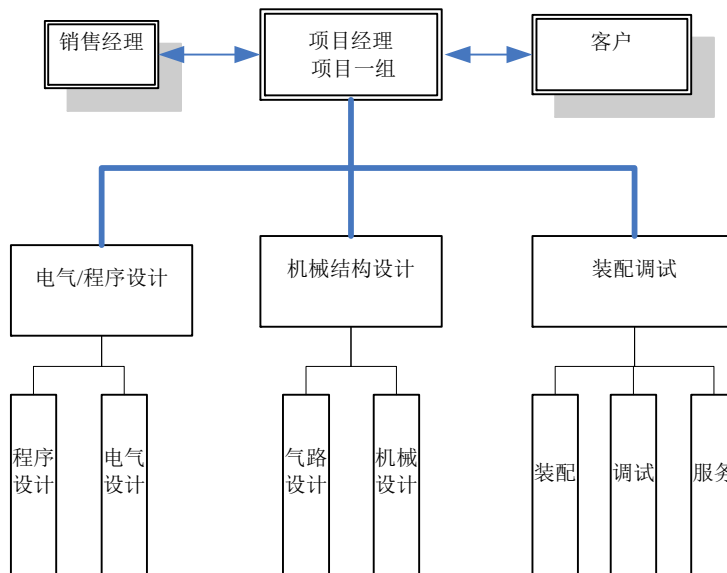 销售经理
项目经理
项目一组
客户
电气/程序设计
机械结构设计
装配调试
程序
设计
电气
设计
气路
设计
机械
设计
装配
调试
服务